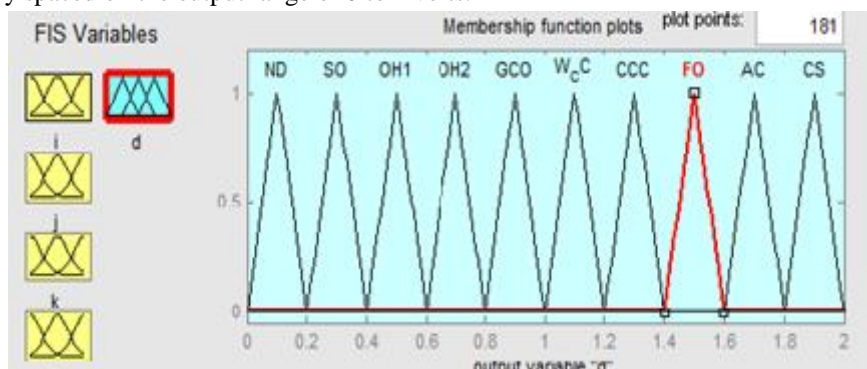 FIS Variables
Membership function plots
plot points:
181
ND SO OH1 OH2 GCO WCC CCC FO AC CS
1
0.5
0
i
d
j
k
0 0.2 0.4 0.6 0.8 1 1.2 1.4 1.6 1.8 2
output variable "d"